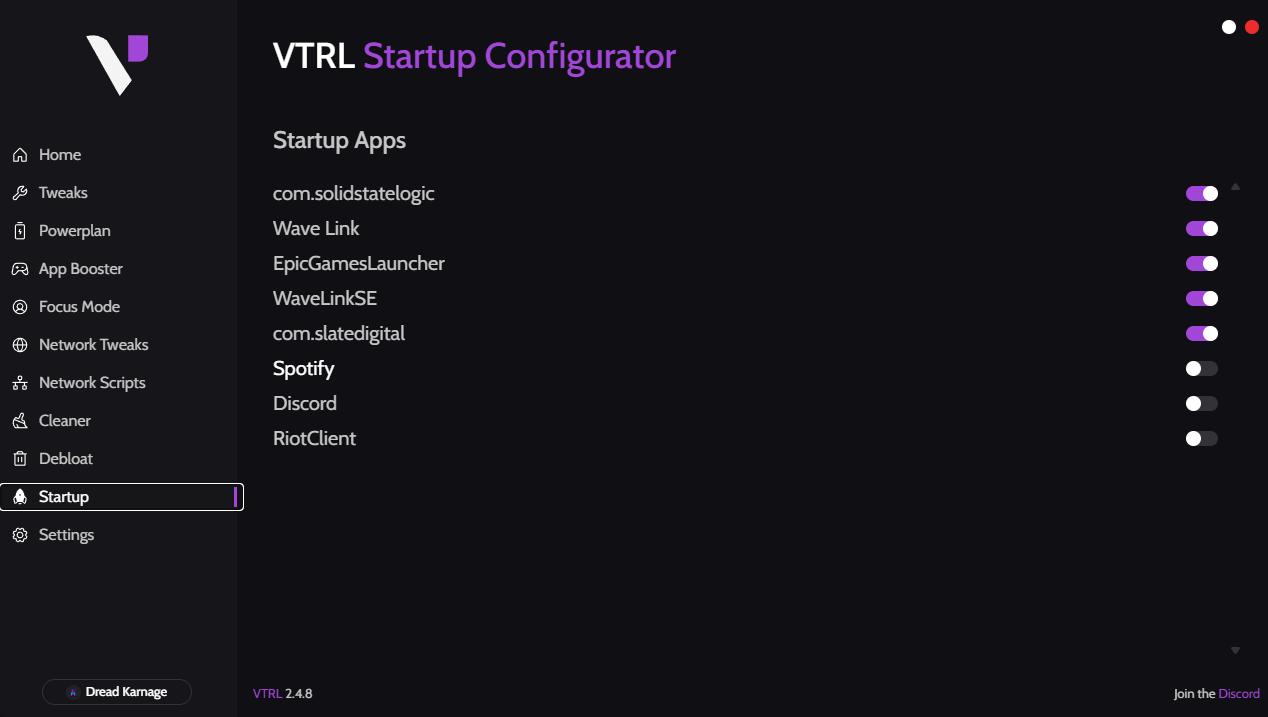 VTRL Startup Configurator
Home
Tweaks
Powerplan
App Booster
Focus Mode
Network Tweaks
Network Scripts
Cleaner
Debloat
Startup
Settings
Dread Karnage
Startup Apps
com.solidstatelogic
Wave Link
EpicGamesLauncher
WaveLinkSE
com.slatedigital
Spotify
Discord
RiotClient
VTRL 2.4.8
Join the Discord